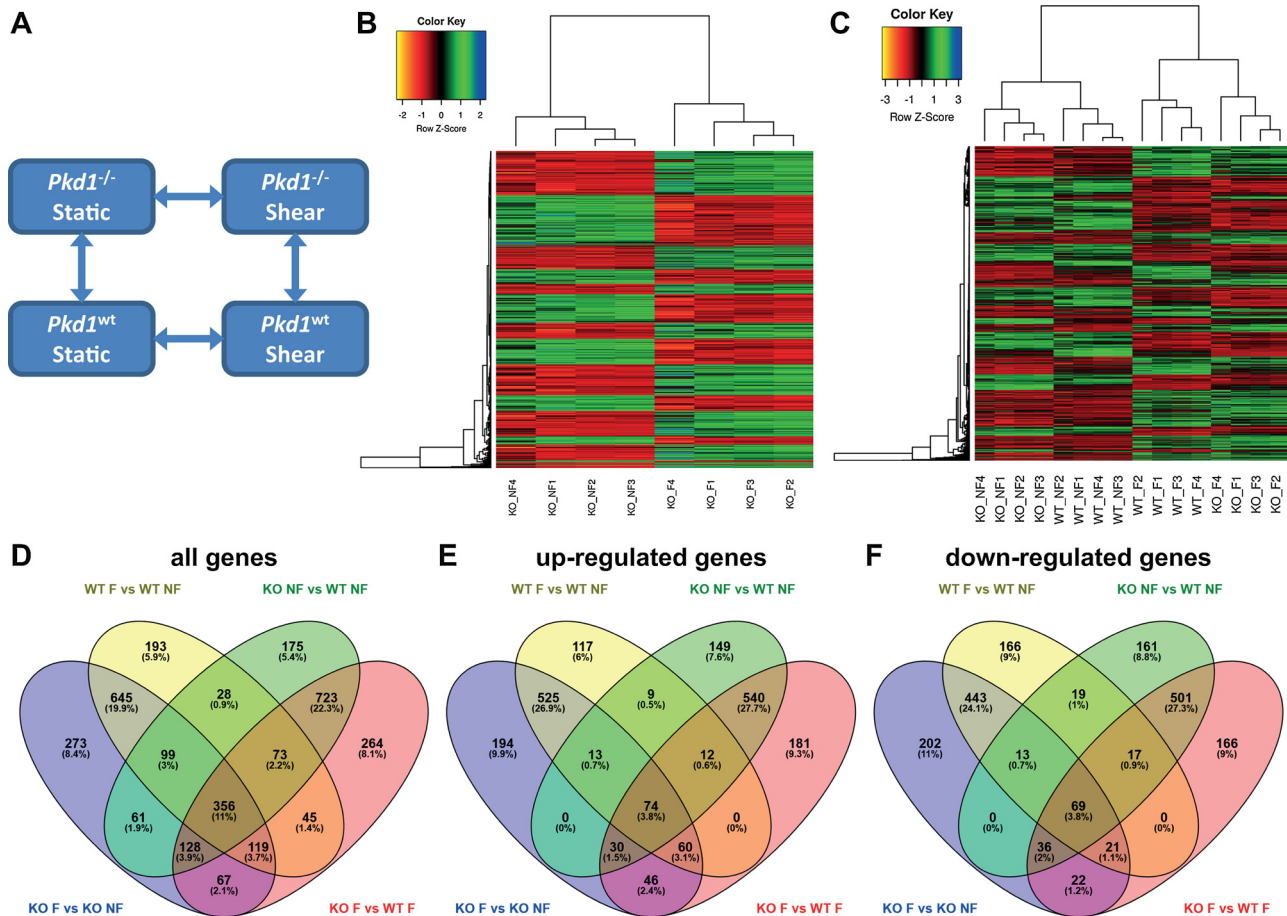 A
Pkd1-/-
Static
Pkd1-/-
Shear
Pkd1wt
Static
Pkd1wt
Shear
B
Color Key
-2 -1 0 1 2
Row Z-Score
KO_NF4
KO_NF1
KO_NF2
KO_NF3
KO_F4
KO_F1
KO_F3
KO_F2
C
Color Key
-3 -1 1 3
Row Z-Score
KO_NF4
KO_NF1
KO_NF2
KO_NF3
WT_NF2
WT_NF1
WT_NF4
WT_NF3
WT_F2
WT_F1
WT_F3
WT_F4
KO_F4
KO_F1
KO_F3
KO_F2
D
all genes
WT F vs WT NF
KO NF vs WT NF
193
(5.9%)
175
(5.4%)
645
(19.9%)
28
(0.9%)
723
(22.3%)
273
(8.4%)
99
(3%)
73
(2.2%)
264
(8.1%)
356
(11%)
61
(1.9%)
45
(1.4%)
128
(3.9%)
119
(3.7%)
67
(2.1%)
KO F vs KO NF
KO F vs WT F
E
up-regulated genes
WT F vs WT NF
KO NF vs WT NF
117
(6%)
149
(7.6%)
525
(26.9%)
9
(0.5%)
540
(27.7%)
194
(9.9%)
13
(0.7%)
12
(0.6%)
181
(9.3%)
74
(3.8%)
0
(0%)
0
(0%)
30
(1.5%)
60
(3.1%)
46
(2.4%)
KO F vs KO NF
KO F vs WT F
F
down-regulated genes
WT F vs WT NF
KO NF vs WT NF
166
(9%)
161
(8.8%)
443
(24.1%)
19
(1%)
501
(27.3%)
202
(11%)
13
(0.7%)
17
(0.9%)
166
(9%)
69
(3.8%)
0
(0%)
0
(0%)
36
(2%)
21
(1.1%)
22
(1.2%)
KO F vs KO NF
KO F vs WT F